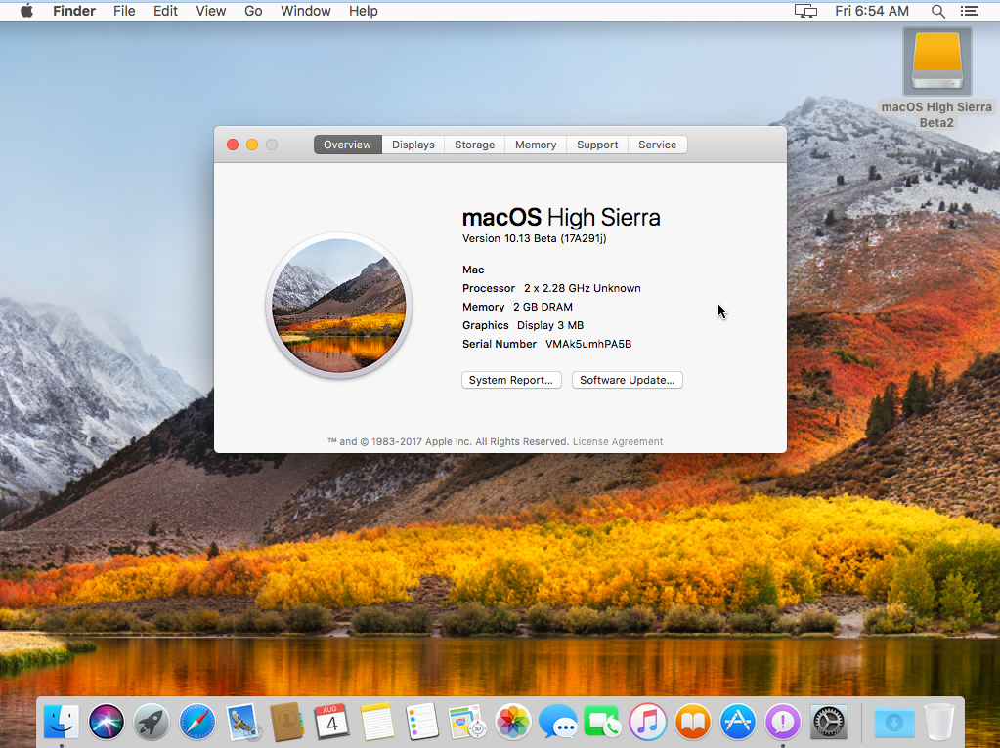 Finder File Edit View Go Window Help Fri 6:54 AM
macOS High Sierra
Beta2
Overview Displays Storage Memory Support Service
macOS High Sierra
Version 10.13 Beta (17A291j)
Mac
Processor 2 x 2.28 GHz Unknown
Memory 2 GB DRAM
Graphics Display 3 MB
Serial Number VMAk5umhPA5B
System Report... Software Update...
™ and © 1983-2017 Apple Inc. All Rights Reserved. License Agreement
AUG
4
3D